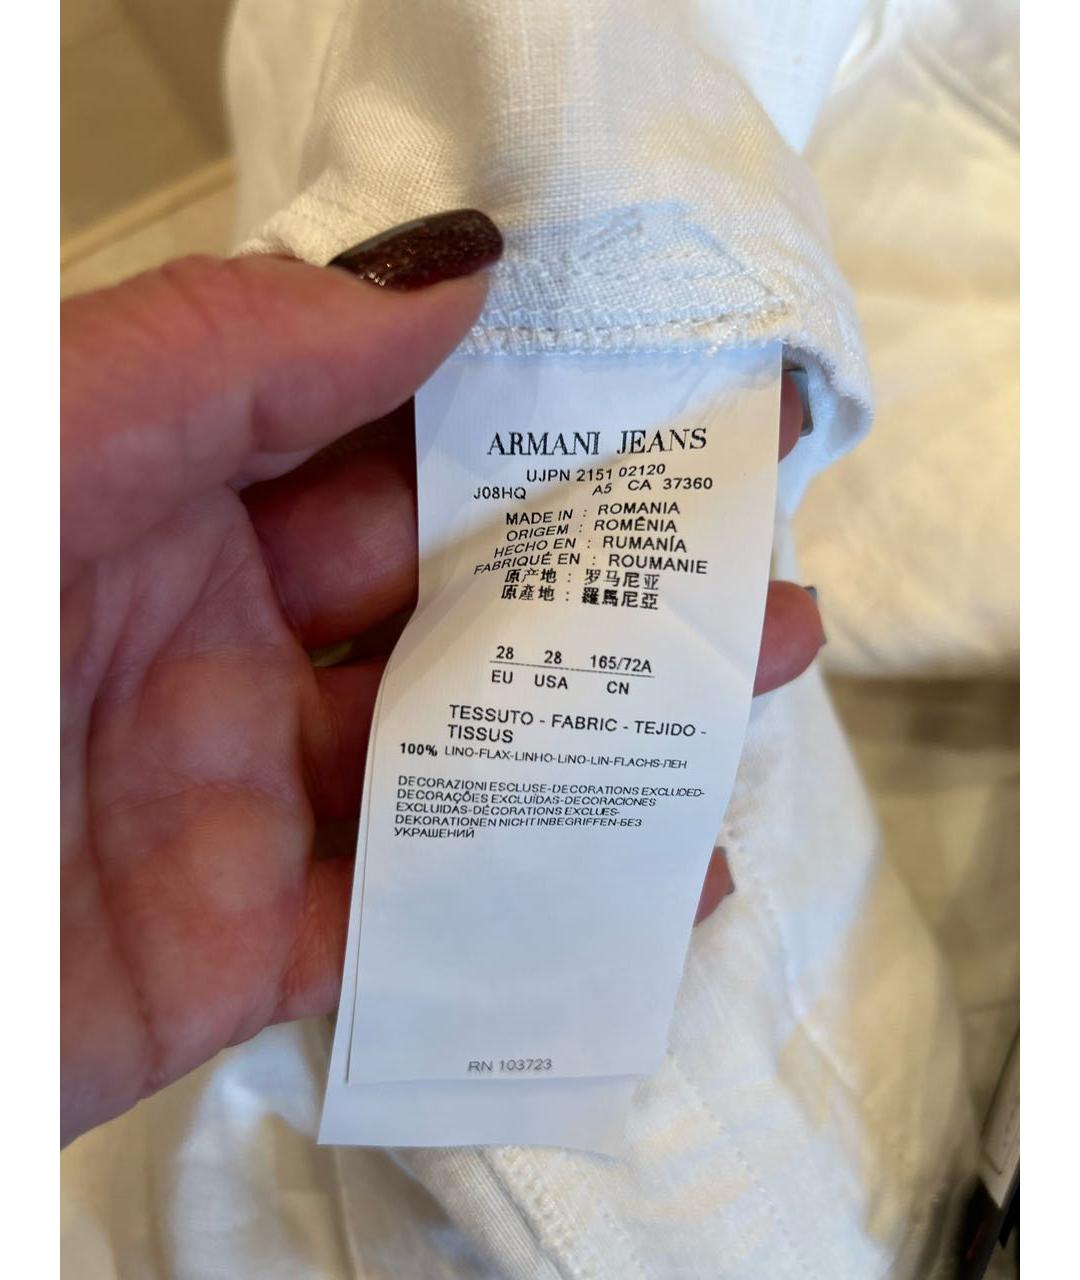 ARMANI JEANS
UJPN 2151 02120
J08HQ A5 CA 37360
MADE IN : ROMANIA
ORIGEM : ROMÊNIA
HECHO EN : RUMANÍA
FABRIQUÉ EN : ROUMANIE
原产地 : 罗马尼亚
原產地 : 羅馬尼亞
28 28 165/72A
EU USA CN
TESSUTO - FABRIC - TEJIDO -
TISSUS
100% LINO-FLAX-LINHO-LINO-LIN-FLACHS-ЛЕН
DECORAZIONI ESCLUSE-DECORATIONS EXCLUDED-
DECORAÇÕES EXCLUÍDAS-DECORACIONES
EXCLUIDAS-DÉCORATIONS EXCLUES-
DEKORATIONEN NICHT INBEGRIFFEN-БЕЗ
УКРАШЕНИЙ
RN 103723